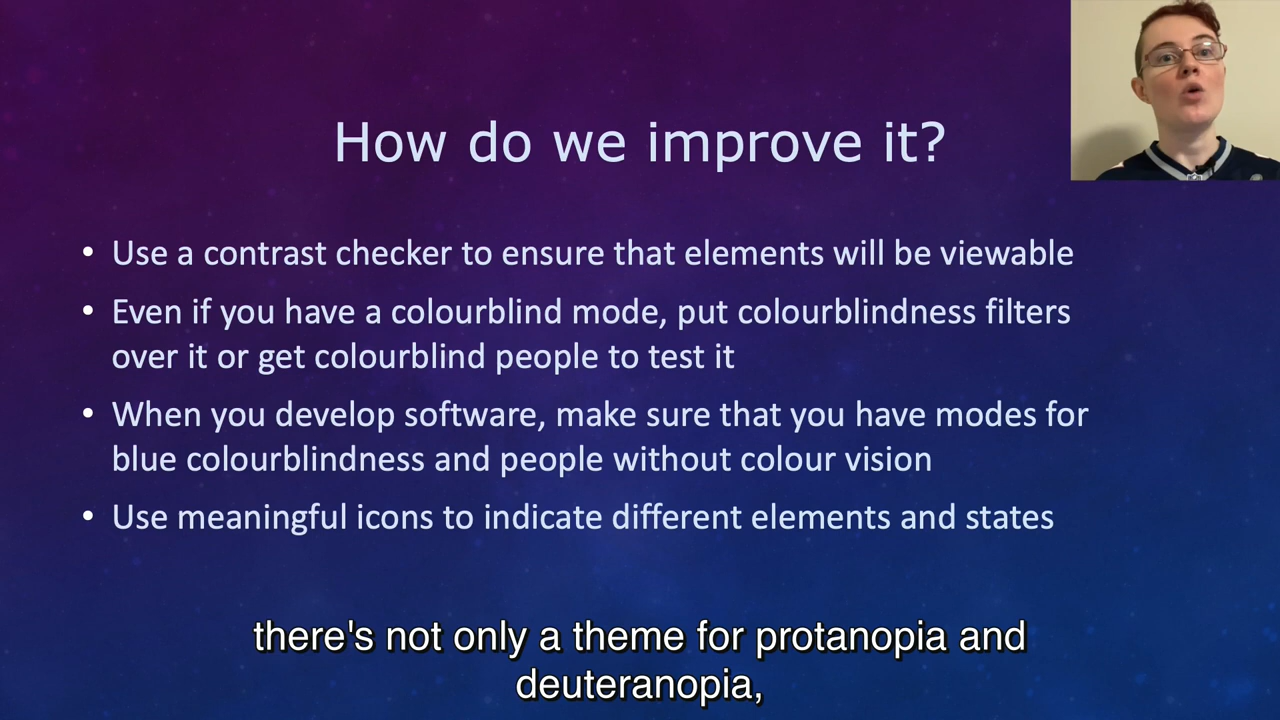 How do we improve it?
• Use a contrast checker to ensure that elements will be viewable
• Even if you have a colourblind mode, put colourblindness filters
over it or get colourblind people to test it
• When you develop software, make sure that you have modes for
blue colourblindness and people without colour vision
• Use meaningful icons to indicate different elements and states
there's not only a theme for protanopia and
deuteranopia,